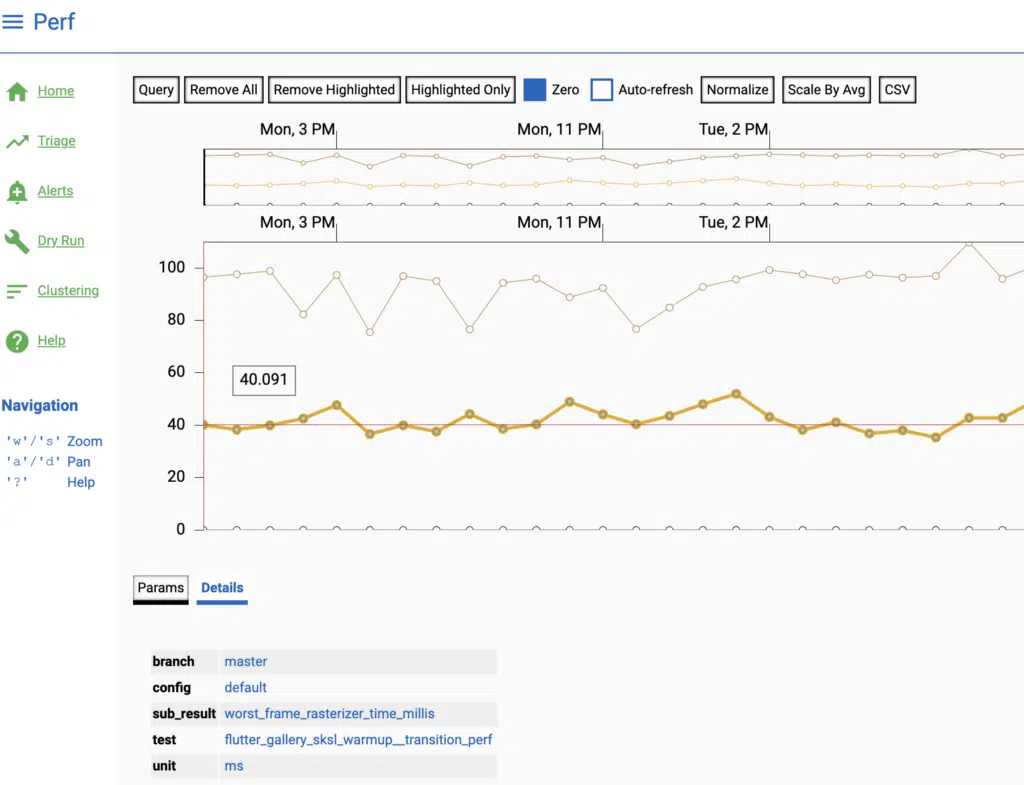 Perf
Home
Triage
Alerts
Dry Run
Clustering
Help
Navigation
'w'/'s' Zoom
'a'/'d' Pan
'?' Help
Query Remove All Remove Highlighted Highlighted Only Zero Auto-refresh Normalize Scale By Avg CSV
Mon, 3 PM Mon, 11 PM Tue, 2 PM
Mon, 3 PM Mon, 11 PM Tue, 2 PM
100
80
60
40.091
40
20
0
Params Details
branch master
config default
sub_result worst_frame_rasterizer_time_millis
test flutter_gallery_sksl_warmup__transition_perf
unit ms